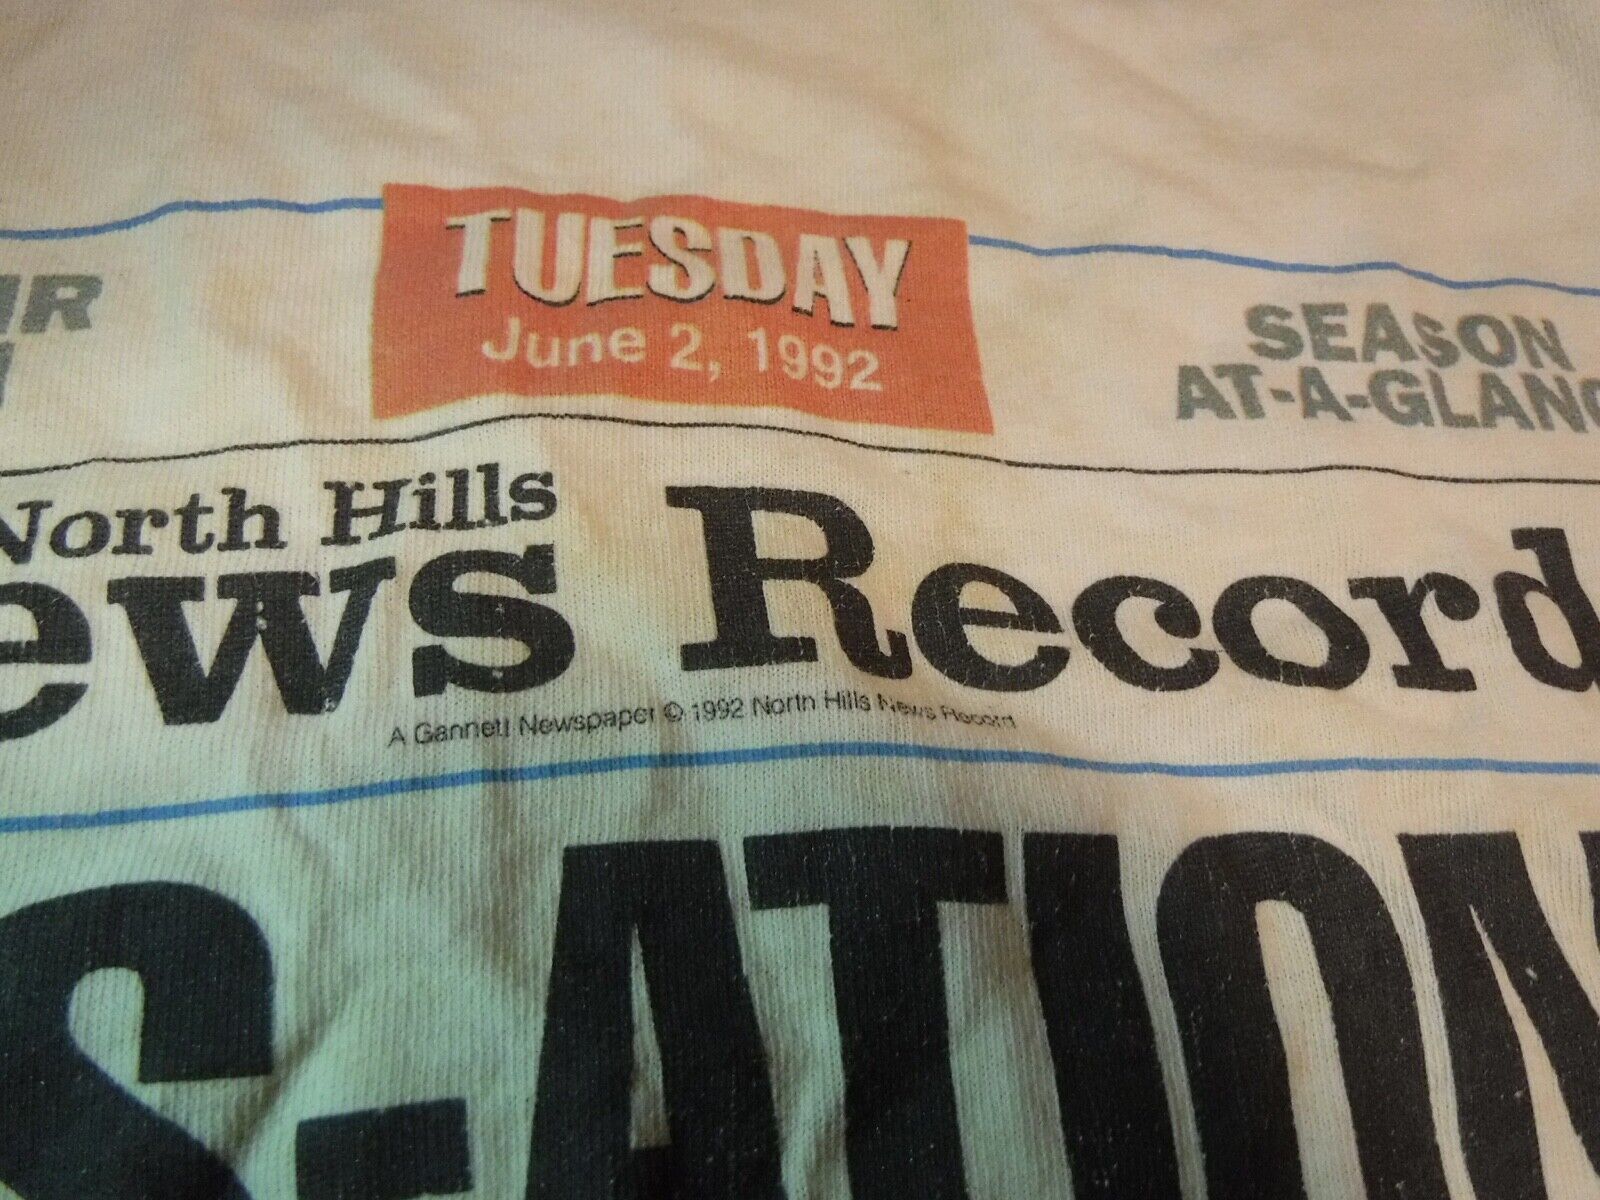 TUESDAY
June 2, 1992
SEASON
AT-A-GLANC
North Hills
ews Record
A Gannett Newspaper © 1992 North Hills News Record
S-ATION